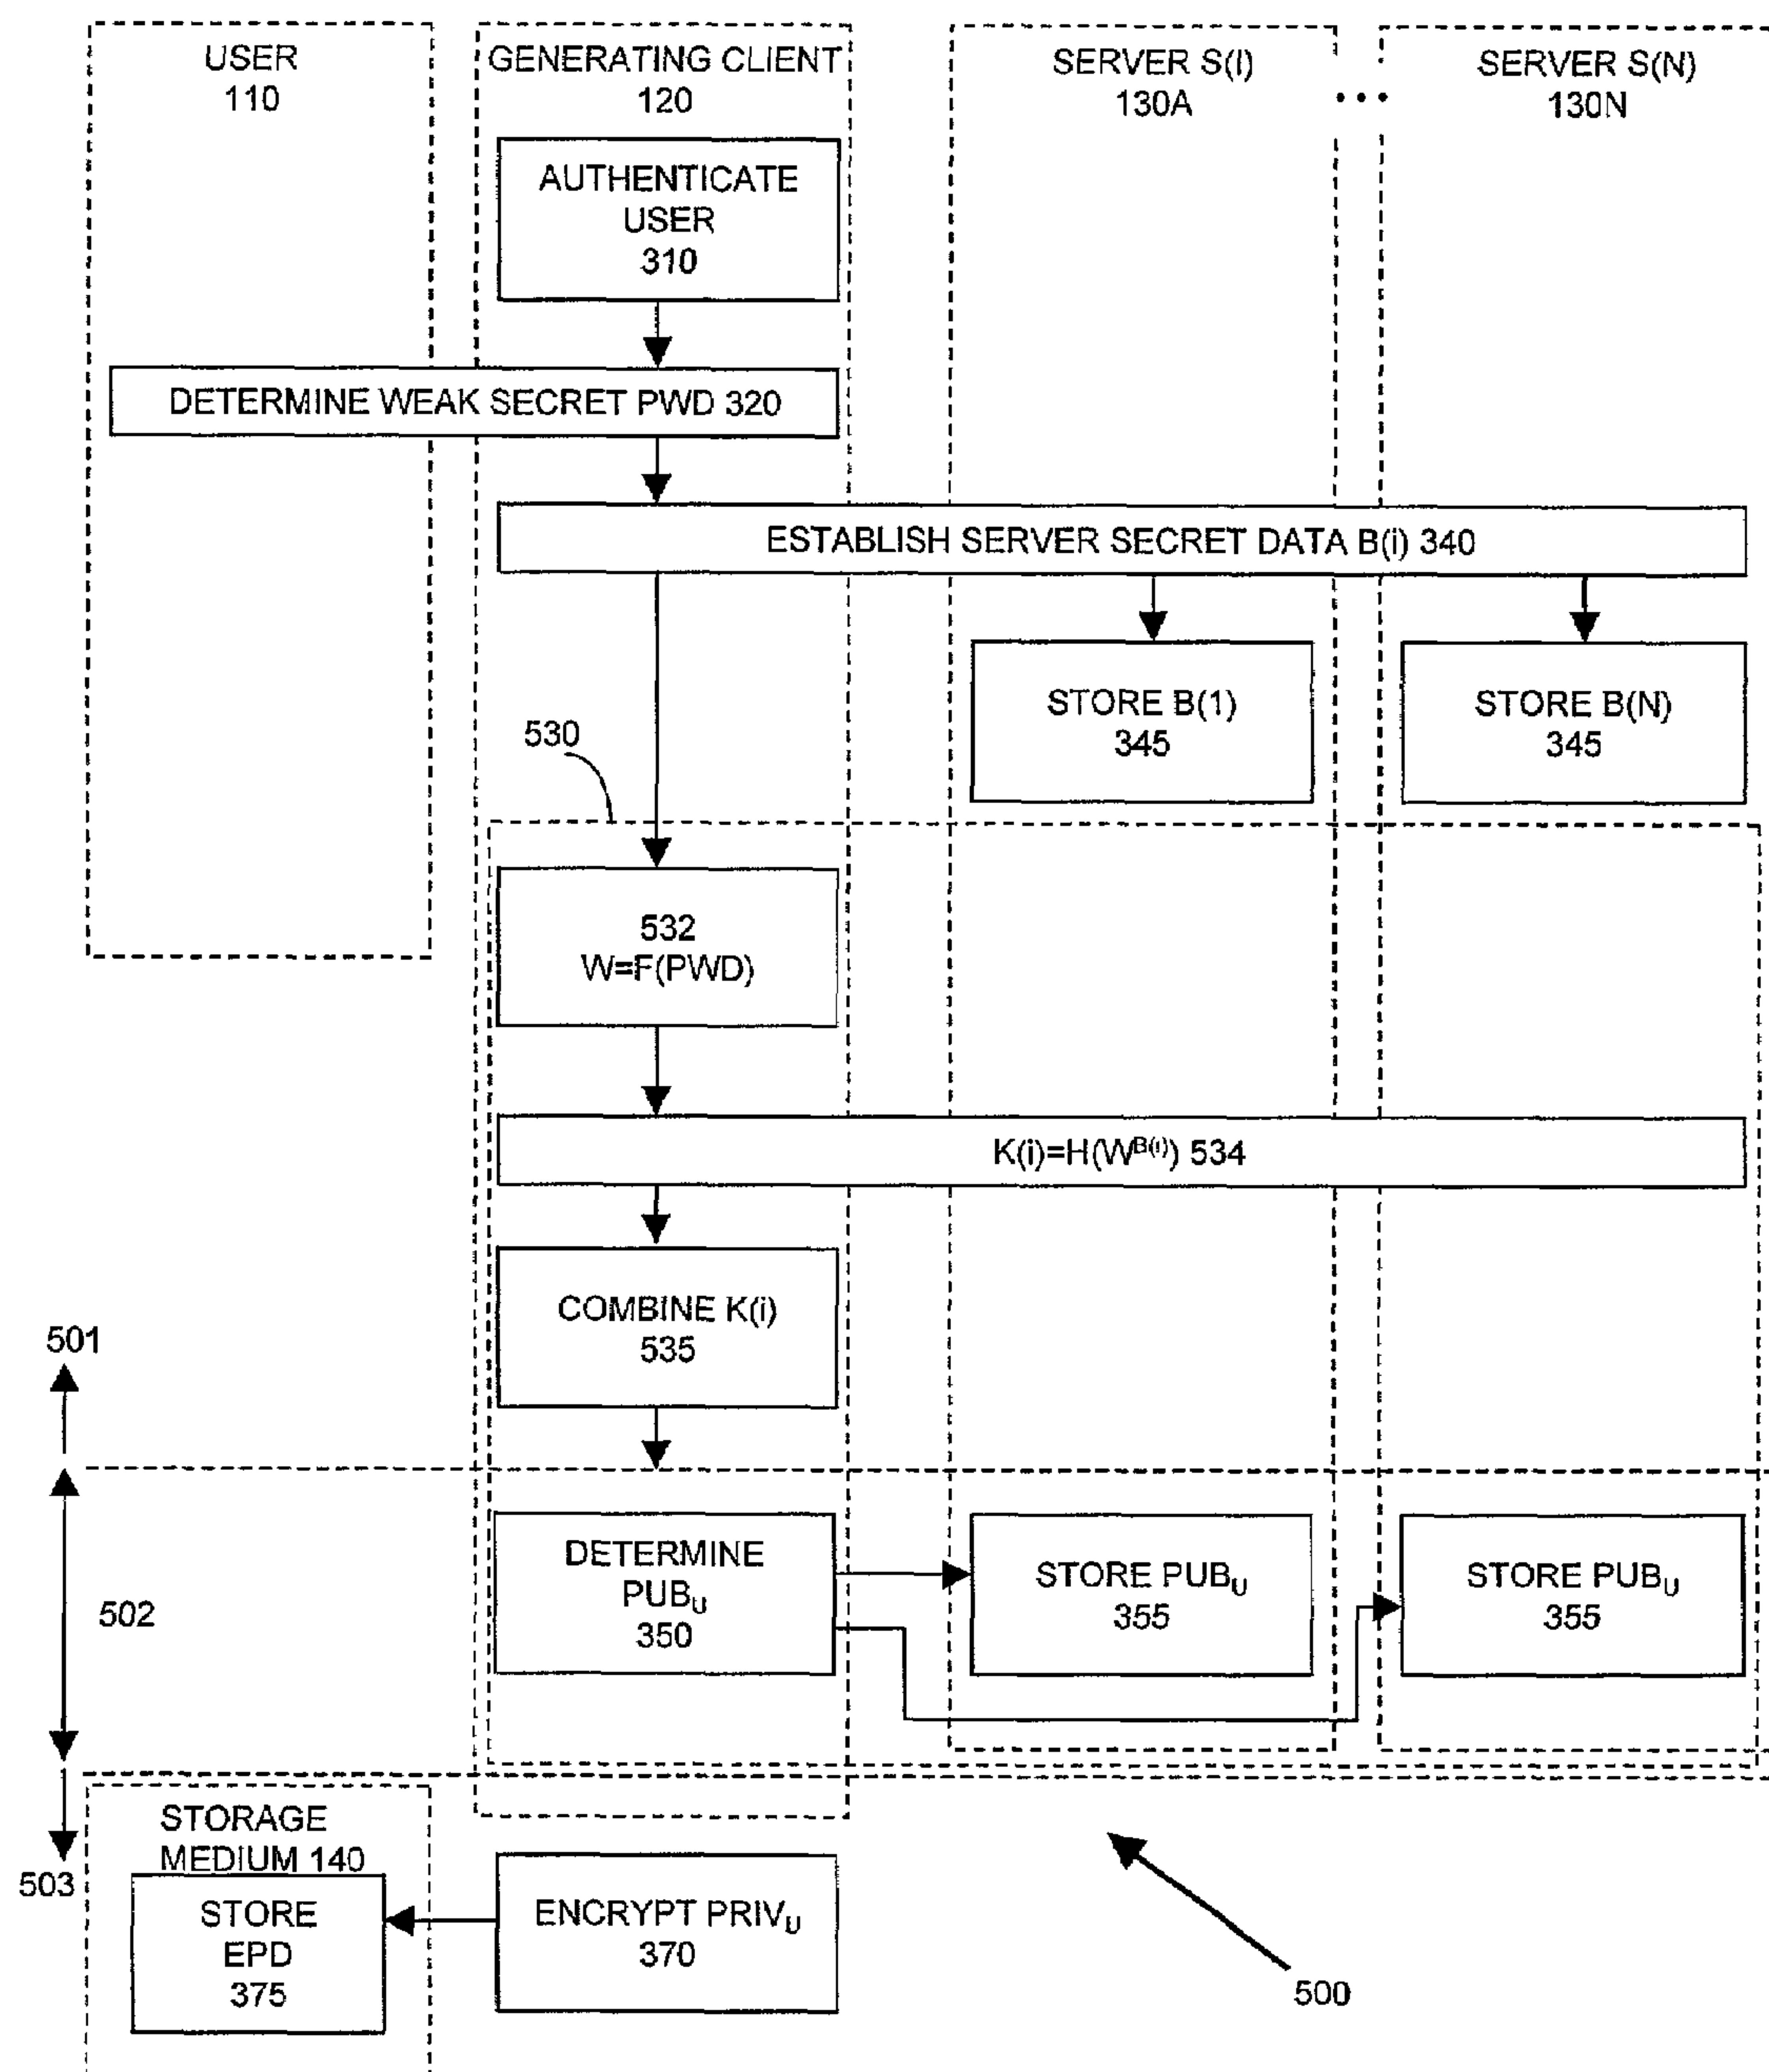 USER
110
GENERATING CLIENT
120
SERVER S(I)
130A
•••
SERVER S(N)
130N
AUTHENTICATE
USER
310
DETERMINE WEAK SECRET PWD 320
ESTABLISH SERVER SECRET DATA B(i) 340
STORE B(1)
345
STORE B(N)
345
530
532
W=F(PWD)
K(i)=H(W^B(i)) 534
COMBINE K(i)
535
501
502
DETERMINE
PUB_U
350
STORE PUB_U
355
STORE PUB_U
355
503
STORAGE
MEDIUM 140
STORE
EPD
375
ENCRYPT PRIV_U
370
500